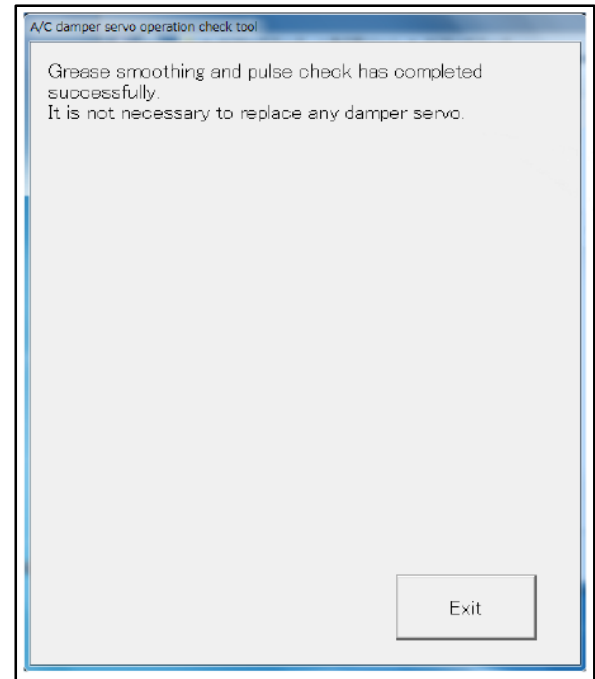 A/C damper servo operation check tool
Grease smoothing and pulse check has completed
successfully.
It is not necessary to replace any damper servo.
Exit